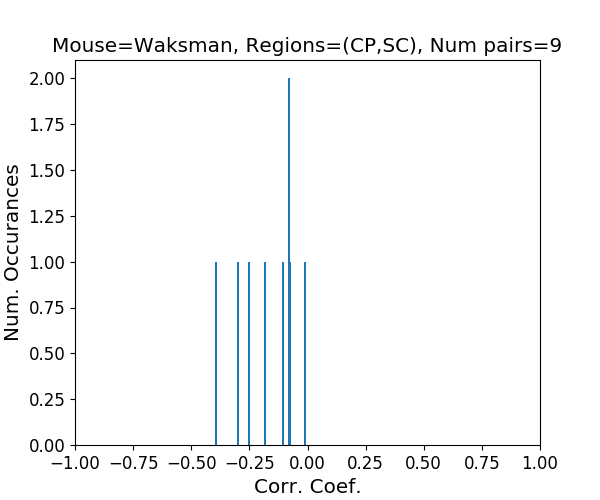 Mouse=Waksman, Regions=(CP,SC), Num pairs=9
2.00
1.75
1.50
1.25
1.00
0.75
0.50
0.25
0.00
Num. Occurances
−1.00 −0.75 −0.50 −0.25 0.00 0.25 0.50 0.75 1.00
Corr. Coef.